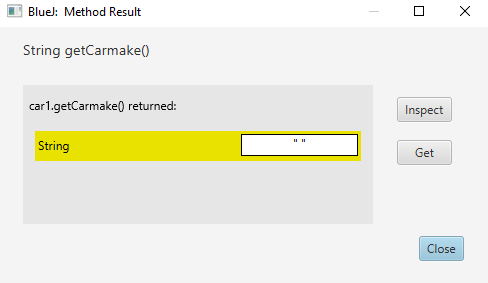 BlueJ: Method Result
String getCarmake()
car1.getCarmake() returned:
String " "
Inspect
Get
Close